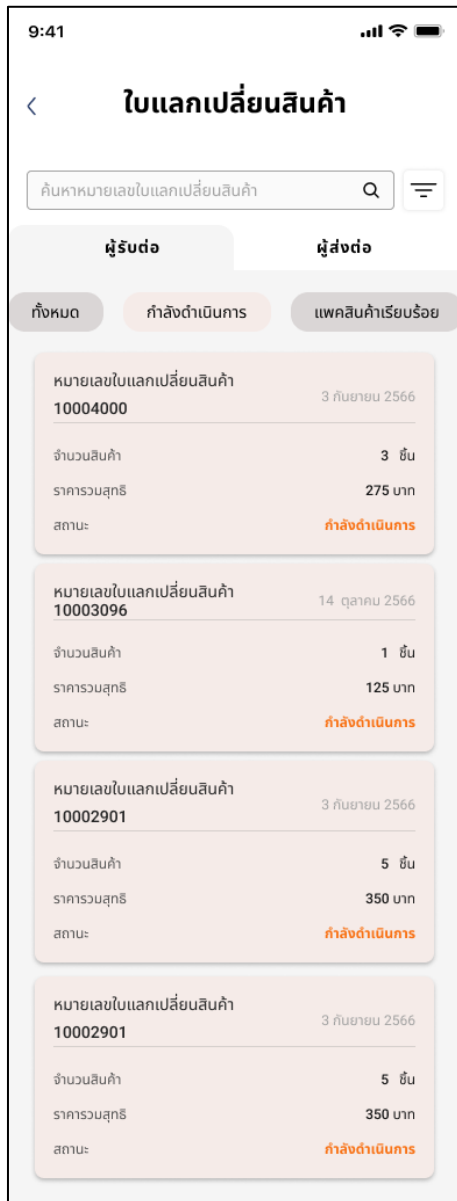 9:41
ใบแลกเปลี่ยนสินค้า
ค้นหาหมายเลขใบแลกเปลี่ยนสินค้า
ผู้รับต่อ ผู้ส่งต่อ
ทั้งหมด กำลังดำเนินการ แพคสินค้าเรียบร้อย
หมายเลขใบแลกเปลี่ยนสินค้า
10004000 3 กันยายน 2566
จำนวนสินค้า 3 ชิ้น
ราคารวมสุทธิ 275 บาท
สถานะ กำลังดำเนินการ
หมายเลขใบแลกเปลี่ยนสินค้า
10003096 14 ตุลาคม 2566
จำนวนสินค้า 1 ชิ้น
ราคารวมสุทธิ 125 บาท
สถานะ กำลังดำเนินการ
หมายเลขใบแลกเปลี่ยนสินค้า
10002901 3 กันยายน 2566
จำนวนสินค้า 5 ชิ้น
ราคารวมสุทธิ 350 บาท
สถานะ กำลังดำเนินการ
หมายเลขใบแลกเปลี่ยนสินค้า
10002901 3 กันยายน 2566
จำนวนสินค้า 5 ชิ้น
ราคารวมสุทธิ 350 บาท
สถานะ กำลังดำเนินการ